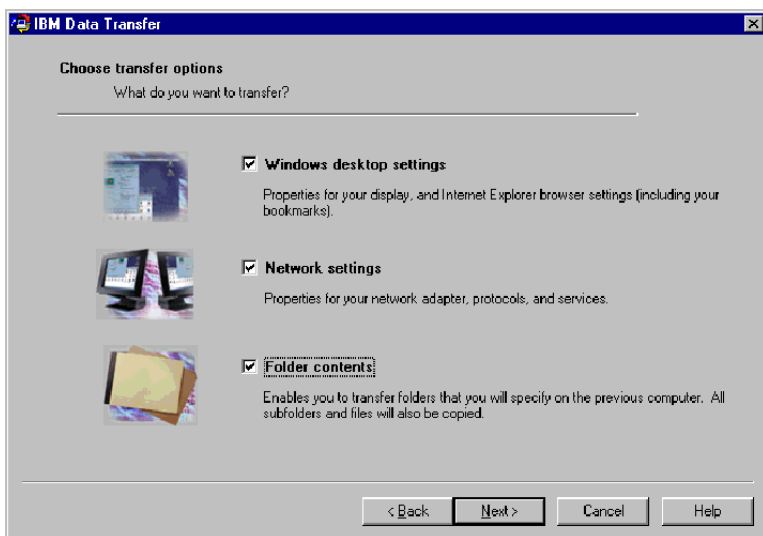 IBM Data Transfer
Choose transfer options
What do you want to transfer?
Windows desktop settings
Properties for your display, and Internet Explorer browser settings (including your
bookmarks).
Network settings
Properties for your network adapter, protocols, and services.
Folder contents
Enables you to transfer folders that you will specify on the previous computer. All
subfolders and files will also be copied.
< Back
Next >
Cancel
Help